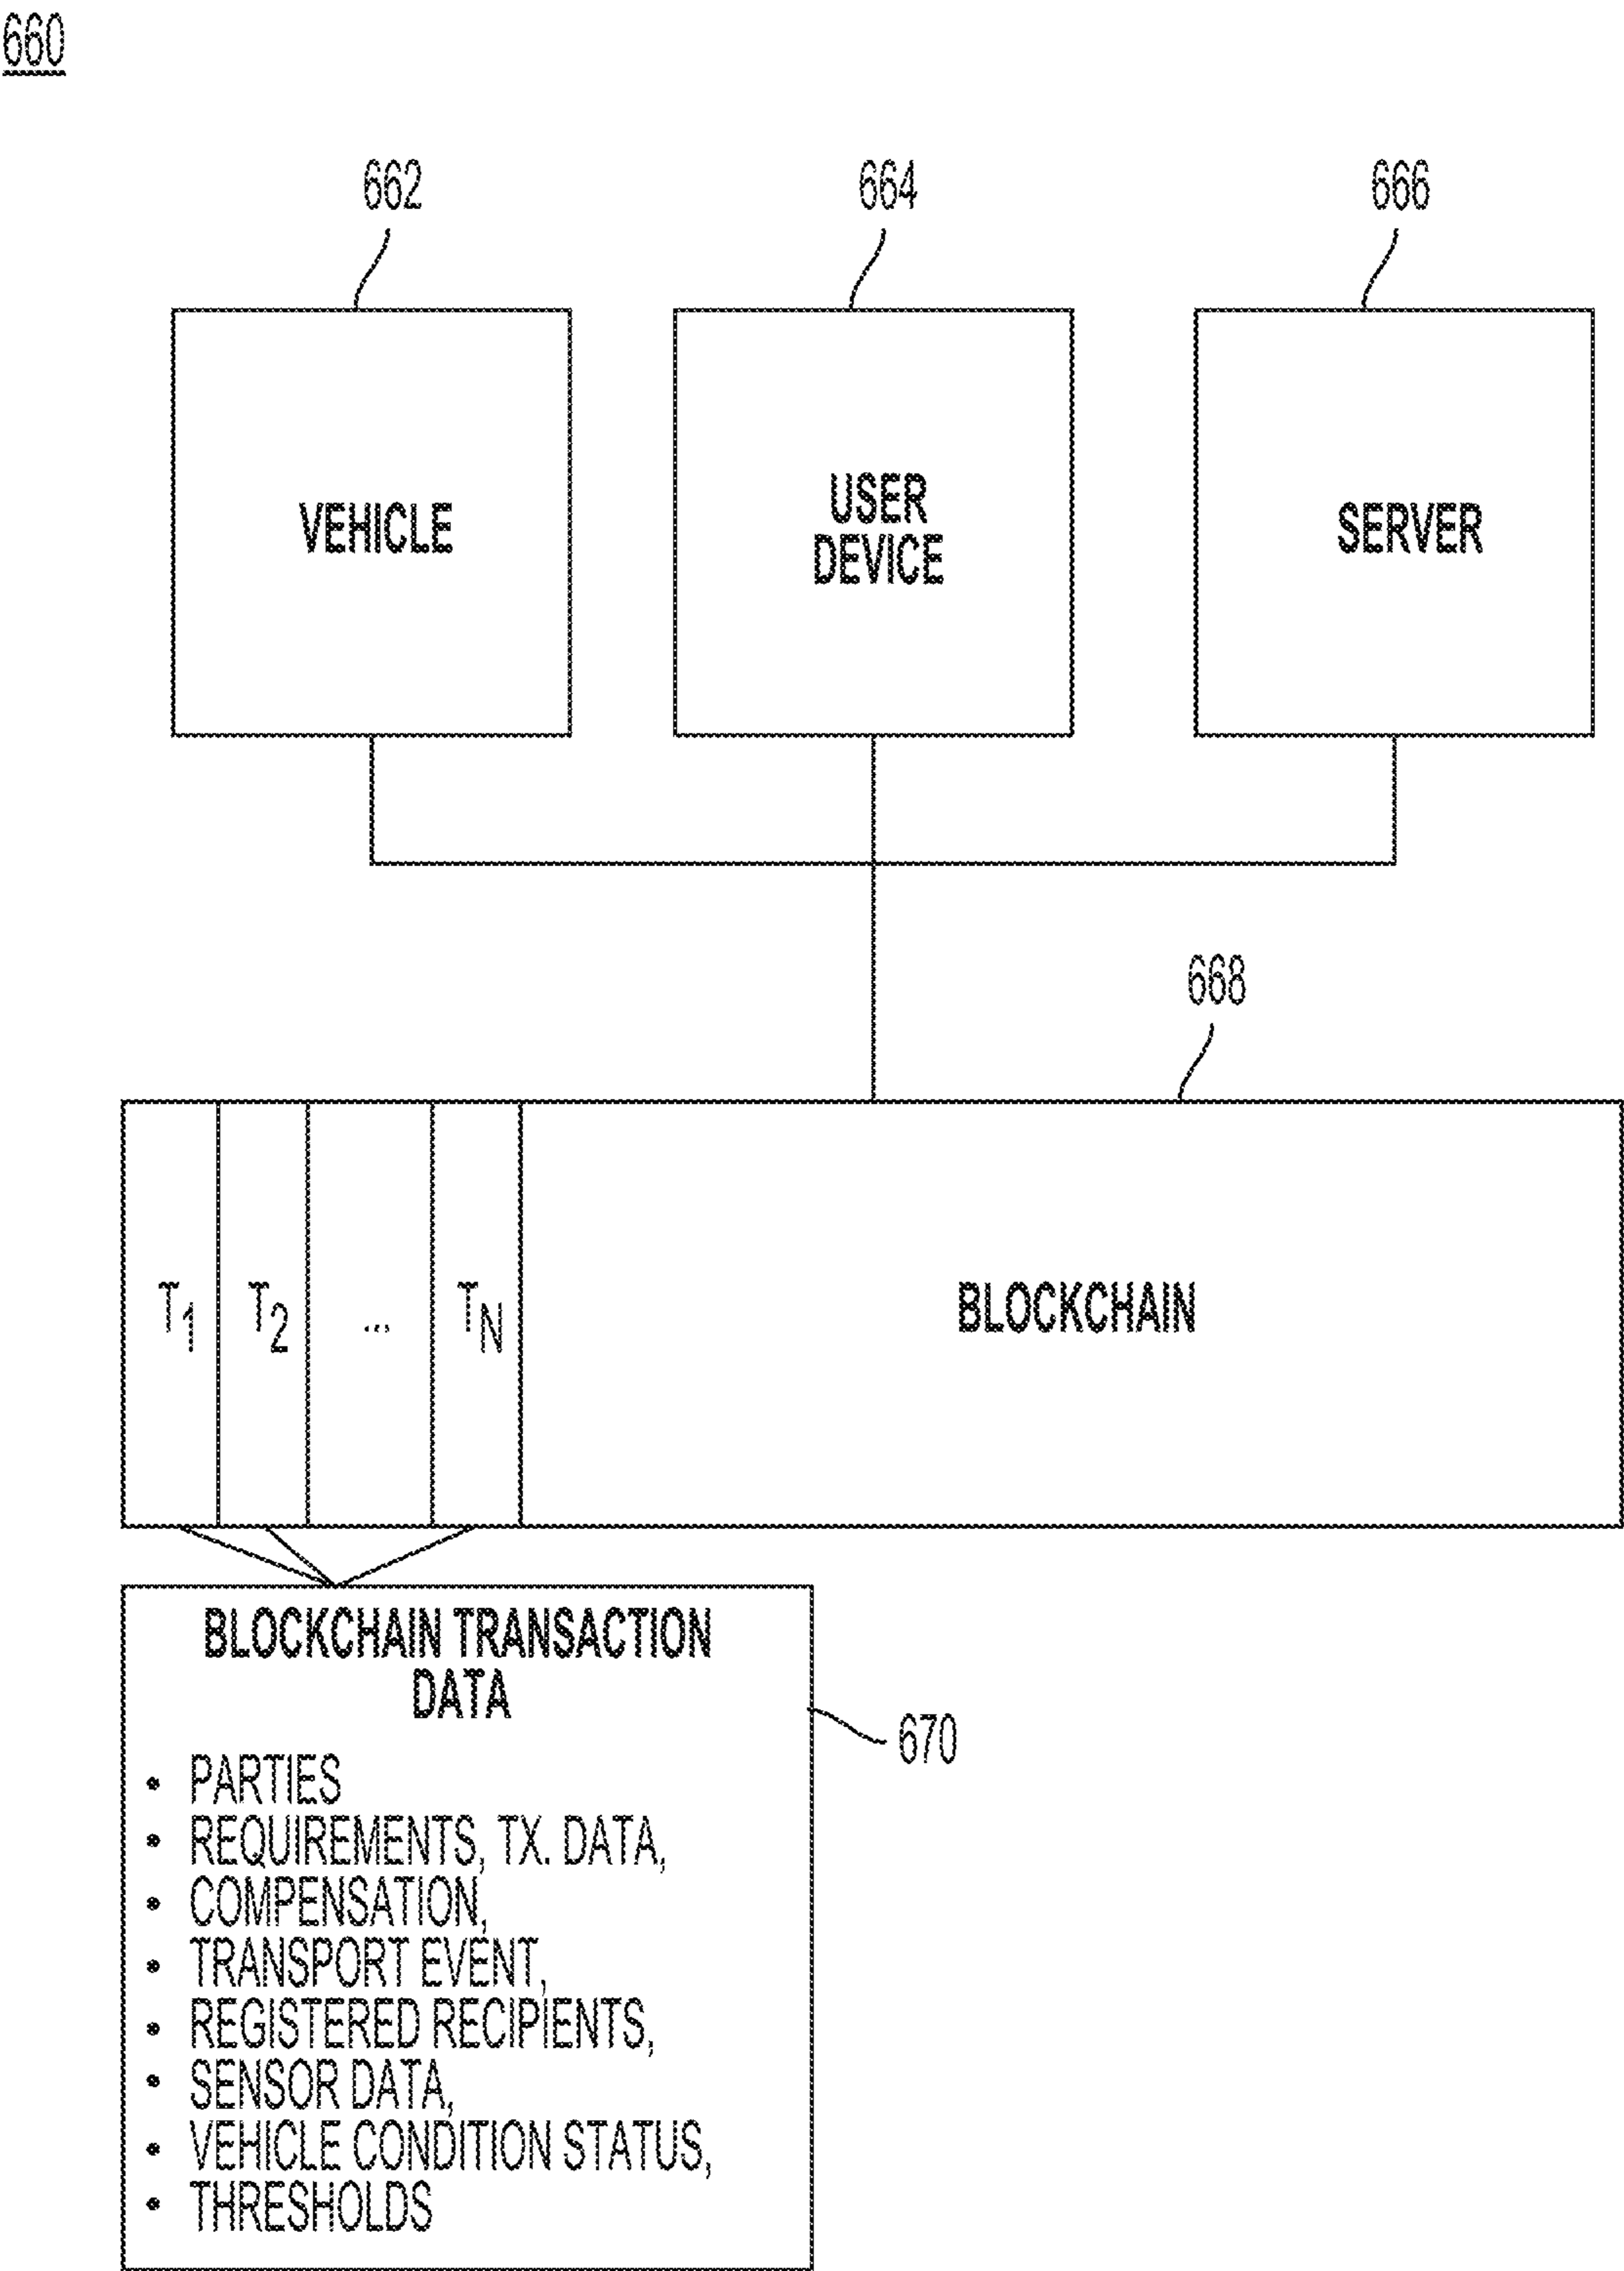 660
662
664
666
VEHICLE
USER
DEVICE
SERVER
668
T1
T2
...
TN
BLOCKCHAIN
BLOCKCHAIN TRANSACTION
DATA
670
• PARTIES
• REQUIREMENTS, TX. DATA,
• COMPENSATION,
• TRANSPORT EVENT,
• REGISTERED RECIPIENTS,
• SENSOR DATA,
• VEHICLE CONDITION STATUS,
• THRESHOLDS